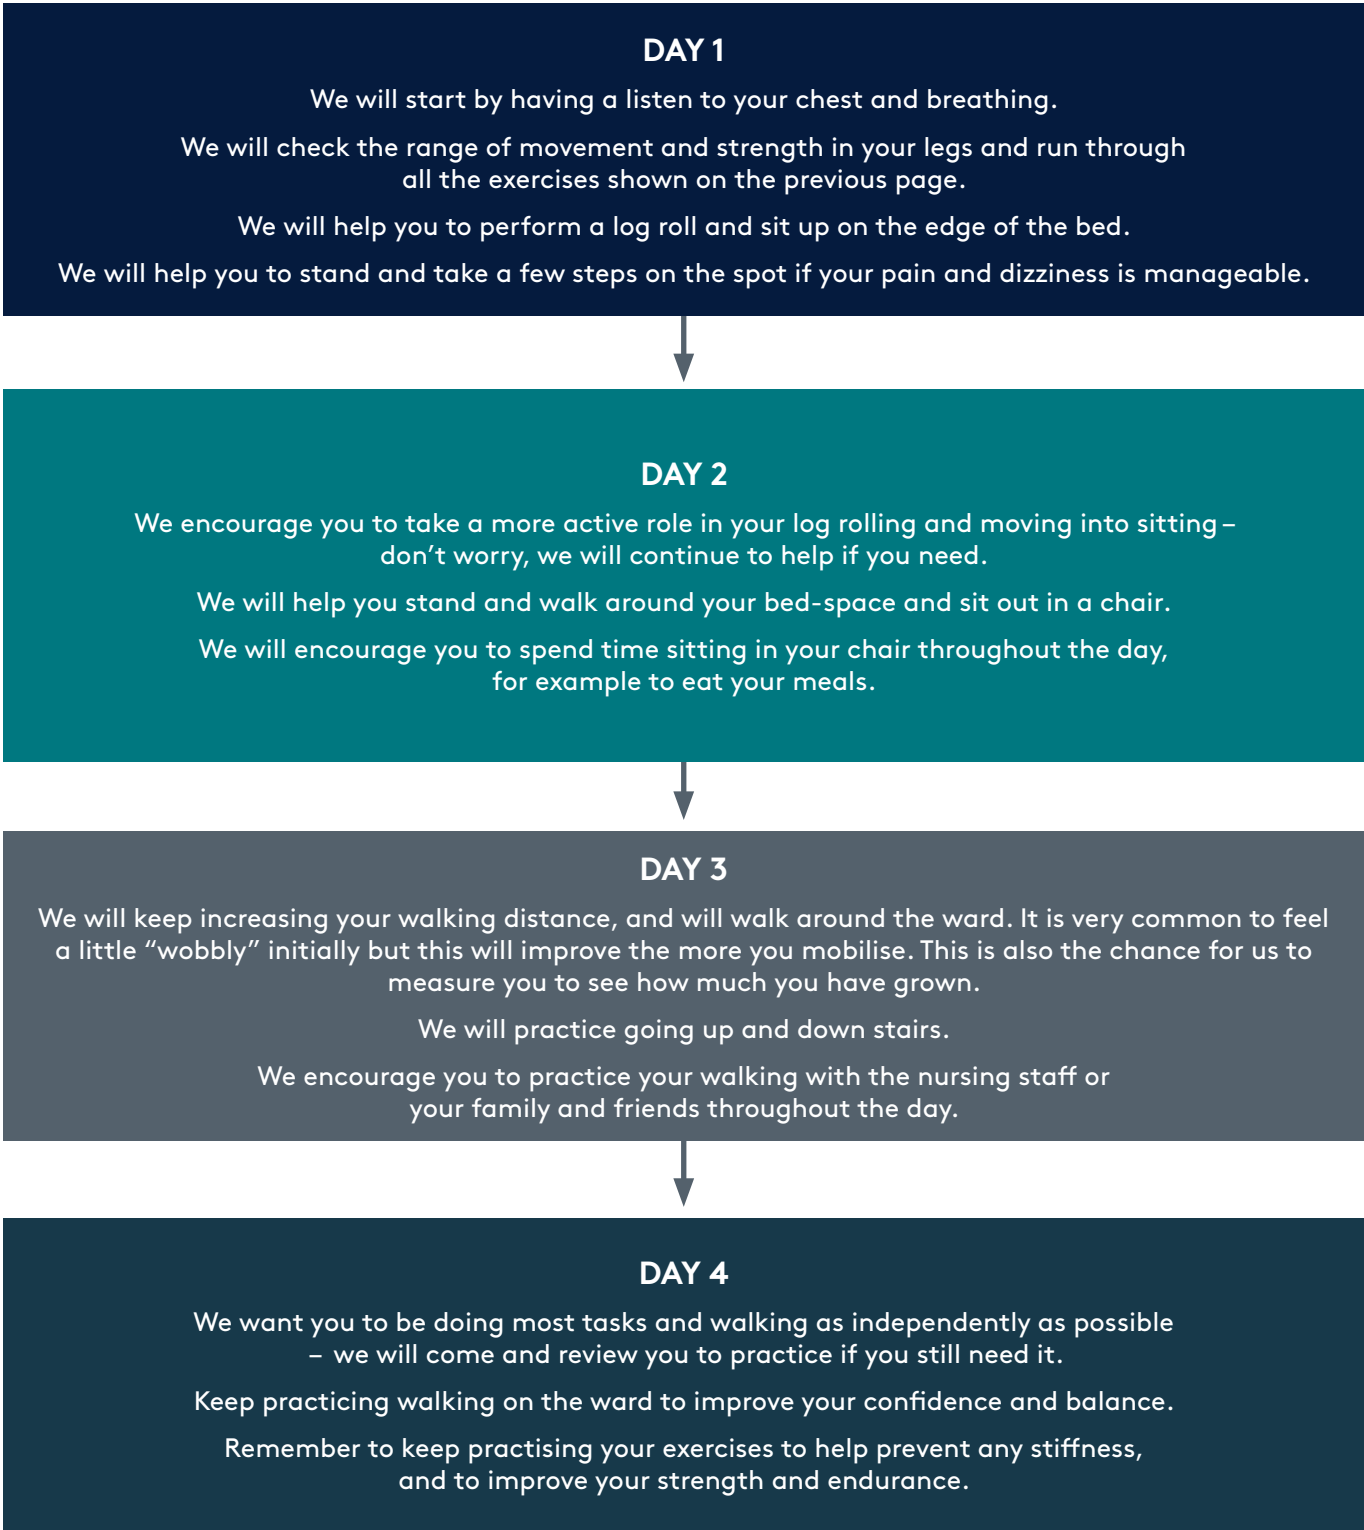 DAY 1
We will start by having a listen to your chest and breathing.
We will check the range of movement and strength in your legs and run through
all the exercises shown on the previous page.
We will help you to perform a log roll and sit up on the edge of the bed.
We will help you to stand and take a few steps on the spot if your pain and dizziness is manageable.
DAY 2
We encourage you to take a more active role in your log rolling and moving into sitting –
don’t worry, we will continue to help if you need.
We will help you stand and walk around your bed-space and sit out in a chair.
We will encourage you to spend time sitting in your chair throughout the day,
for example to eat your meals.
DAY 3
We will keep increasing your walking distance, and will walk around the ward. It is very common to feel
a little “wobbly” initially but this will improve the more you mobilise. This is also the chance for us to
measure you to see how much you have grown.
We will practice going up and down stairs.
We encourage you to practice your walking with the nursing staff or
your family and friends throughout the day.
DAY 4
We want you to be doing most tasks and walking as independently as possible
– we will come and review you to practice if you still need it.
Keep practicing walking on the ward to improve your confidence and balance.
Remember to keep practising your exercises to help prevent any stiffness,
and to improve your strength and endurance.